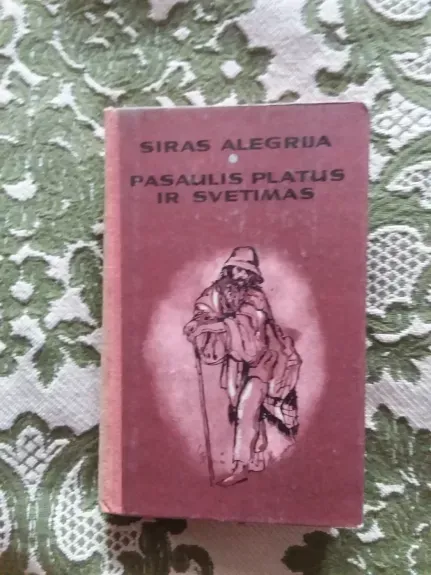 SIRAS ALEGRIJA
PASAULIS PLATUS
IR SVETIMAS